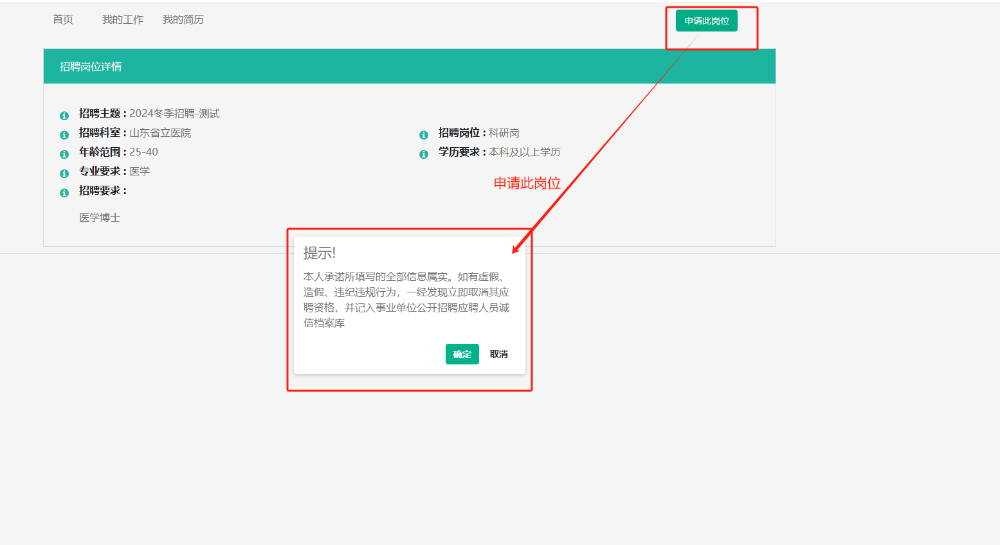 首页 我的工作 我的简历 申请此岗位
招聘岗位详情
招聘主题 : 2024冬季招聘-测试
招聘科室 : 山东省立医院 招聘岗位 : 科研岗
年龄范围 : 25-40 学历要求 : 本科及以上学历
专业要求 : 医学
申请此岗位
招聘要求 :
医学博士
提示!
本人承诺所填写的全部信息属实。如有虚假、
造假、违纪违规行为，一经发现立即取消其应
聘资格，并记入事业单位公开招聘应聘人员诚
信档案库
确定 取消